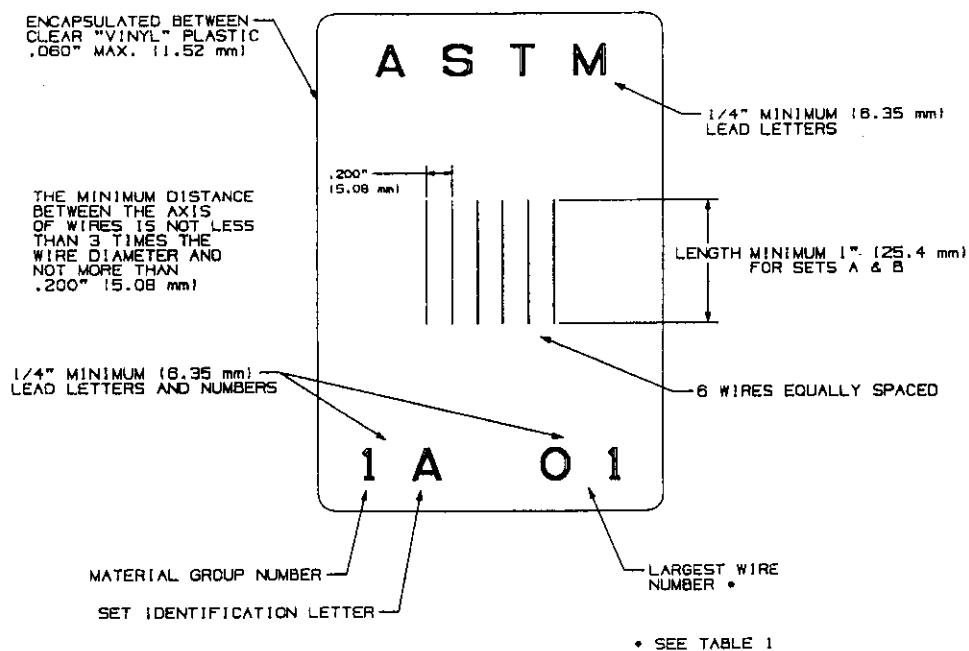 ENCAPSULATED BETWEEN
CLEAR "VINYL" PLASTIC
.060" MAX. (1.52 mm)
A S T M
1/4" MINIMUM (6.35 mm)
LEAD LETTERS
.200"
(5.08 mm)
THE MINIMUM DISTANCE
BETWEEN THE AXIS
OF WIRES IS NOT LESS
THAN 3 TIMES THE
WIRE DIAMETER AND
NOT MORE THAN
.200" (5.08 mm)
LENGTH MINIMUM 1" (25.4 mm)
FOR SETS A & B
1/4" MINIMUM (6.35 mm)
LEAD LETTERS AND NUMBERS
6 WIRES EQUALLY SPACED
1 A 0 1
MATERIAL GROUP NUMBER
SET IDENTIFICATION LETTER
LARGEST WIRE
NUMBER •
• SEE TABLE 1